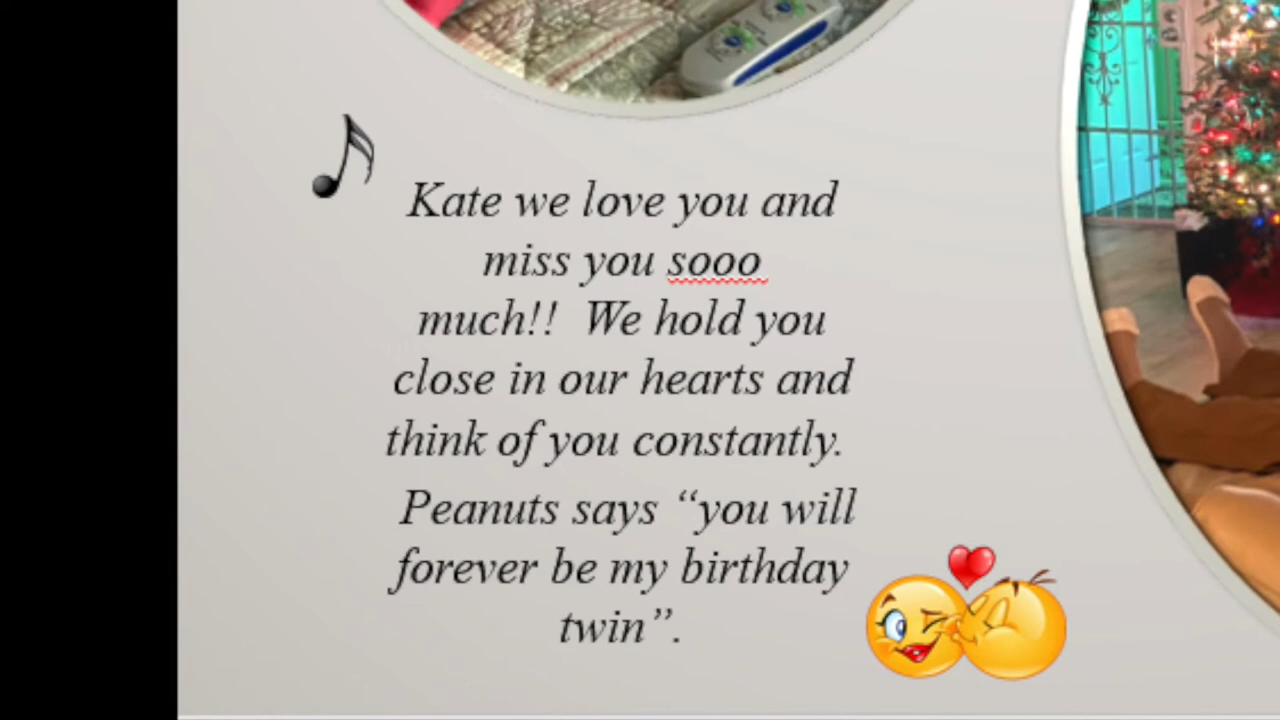 Kate we love you and
miss you sooo
much!!  We hold you
close in our hearts and
think of you constantly.
Peanuts says “you will
forever be my birthday
twin”.